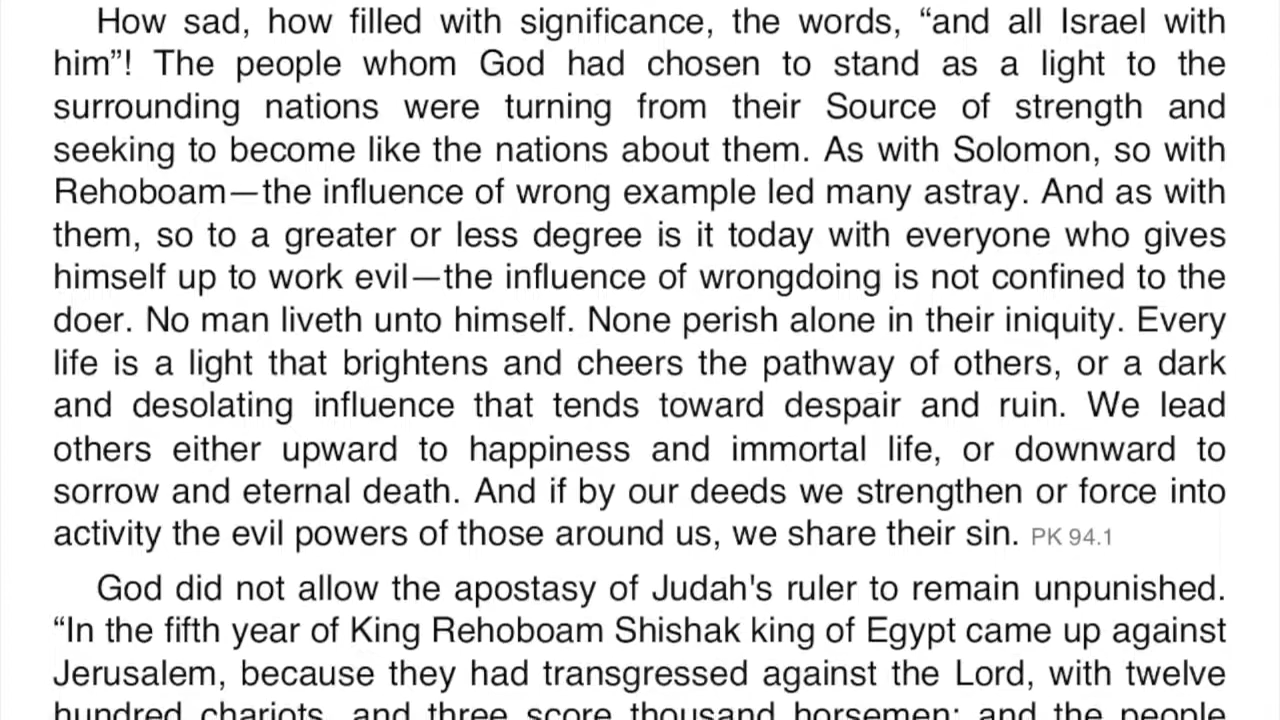 How sad, how filled with significance, the words, “and all Israel with
him”! The people whom God had chosen to stand as a light to the
surrounding nations were turning from their Source of strength and
seeking to become like the nations about them. As with Solomon, so with
Rehoboam—the influence of wrong example led many astray. And as with
them, so to a greater or less degree is it today with everyone who gives
himself up to work evil—the influence of wrongdoing is not confined to the
doer. No man liveth unto himself. None perish alone in their iniquity. Every
life is a light that brightens and cheers the pathway of others, or a dark
and desolating influence that tends toward despair and ruin. We lead
others either upward to happiness and immortal life, or downward to
sorrow and eternal death. And if by our deeds we strengthen or force into
activity the evil powers of those around us, we share their sin. PK 94.1
God did not allow the apostasy of Judah's ruler to remain unpunished.
“In the fifth year of King Rehoboam Shishak king of Egypt came up against
Jerusalem, because they had transgressed against the Lord, with twelve
hundred chariots, and three score thousand horsemen: and the people